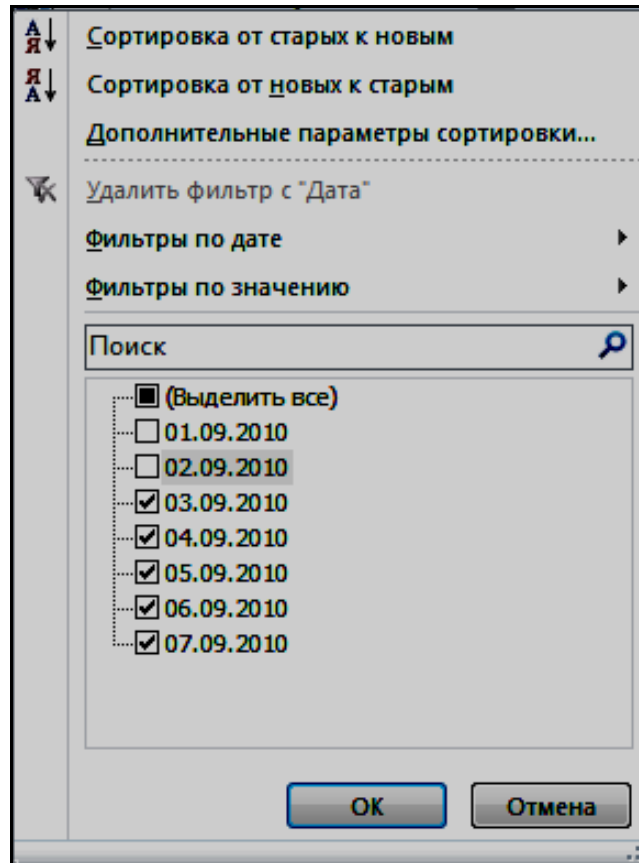 Сортировка от старых к новым
Сортировка от новых к старым
Дополнительные параметры сортировки...
Удалить фильтр с "Дата"
Фильтры по дате
Фильтры по значению
Поиск
(Выделить все)
01.09.2010
02.09.2010
03.09.2010
04.09.2010
05.09.2010
06.09.2010
07.09.2010
ОК Отмена